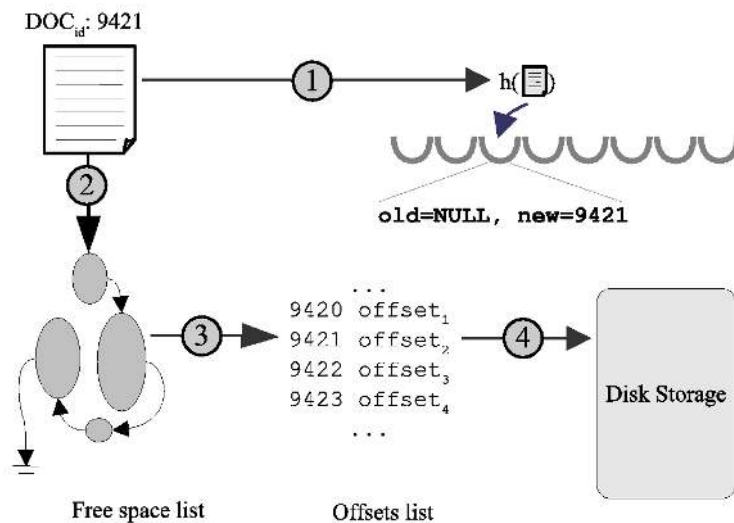 DOC_id: 9421
1
h( )
2
old=NULL, new=9421
...
9420 offset_1
9421 offset_2
9422 offset_3
9423 offset_4
...
3
4
Disk Storage
Free space list
Offsets list